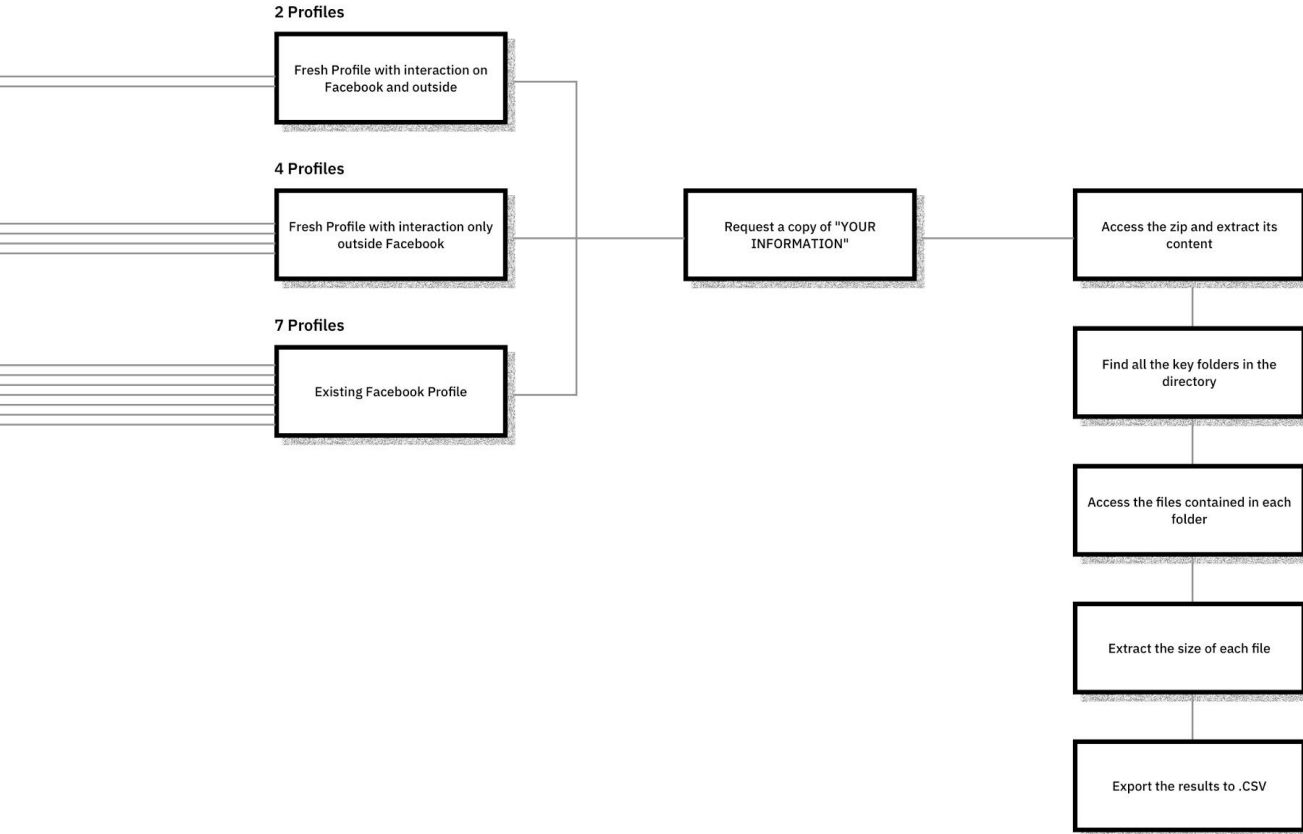 2 Profiles
Fresh Profile with interaction on
Facebook and outside
4 Profiles
Fresh Profile with interaction only
outside Facebook
7 Profiles
Existing Facebook Profile
Request a copy of "YOUR
INFORMATION"
Access the zip and extract its
content
Find all the key folders in the
directory
Access the files contained in each
folder
Extract the size of each file
Export the results to .CSV